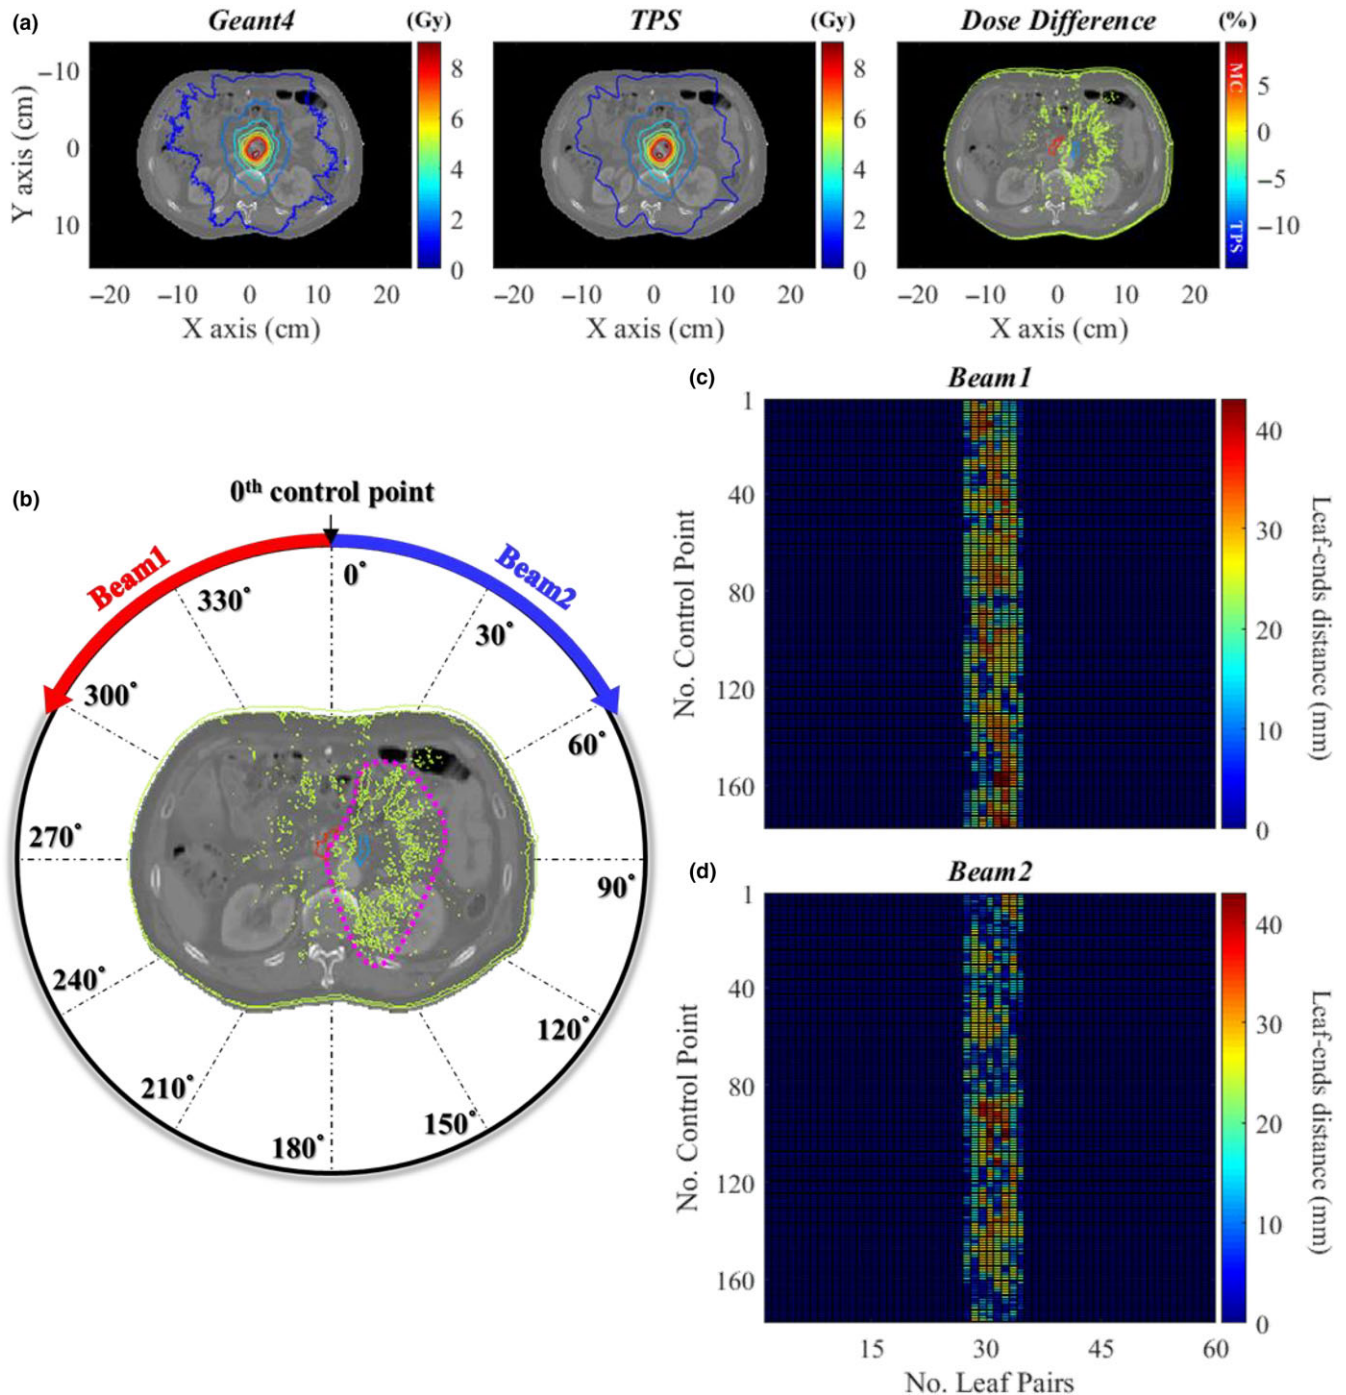 (a)
Geant4
(Gy)
TPS
(Gy)
Dose Difference
(%)
Y axis (cm)
−10
0
10
8
6
4
2
0
8
6
4
2
0
MC
TPS
5
0
−5
−10
−20 −10 0 10 20
−20 −10 0 10 20
−20 −10 0 10 20
X axis (cm)
X axis (cm)
X axis (cm)
(b)
0th control point
Beam1
Beam2
0°
30°
60°
90°
120°
150°
180°
210°
240°
270°
300°
330°
(c)
Beam1
No. Control Point
1
40
80
120
160
40
30
20
10
0
Leaf-ends distance (mm)
(d)
Beam2
No. Control Point
1
40
80
120
160
40
30
20
10
0
Leaf-ends distance (mm)
15 30 45 60
No. Leaf Pairs